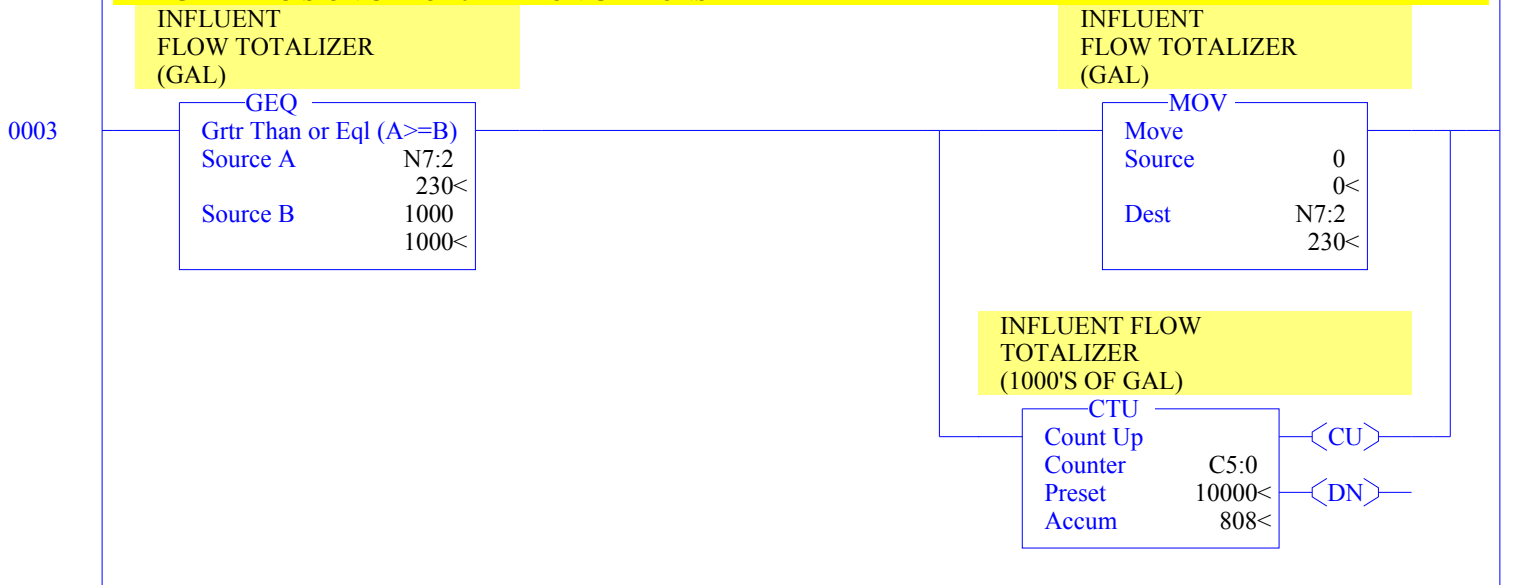 INFLUENT
FLOW TOTALIZER
(GAL)
INFLUENT
FLOW TOTALIZER
(GAL)
0003
GEQ
Grtr Than or Eql (A>=B)
Source A N7:2
230<
Source B 1000
1000<
MOV
Move
Source 0
0<
Dest N7:2
230<
INFLUENT FLOW
TOTALIZER
(1000'S OF GAL)
CTU
Count Up
CU
Counter C5:0
Preset 10000<
DN
Accum 808<